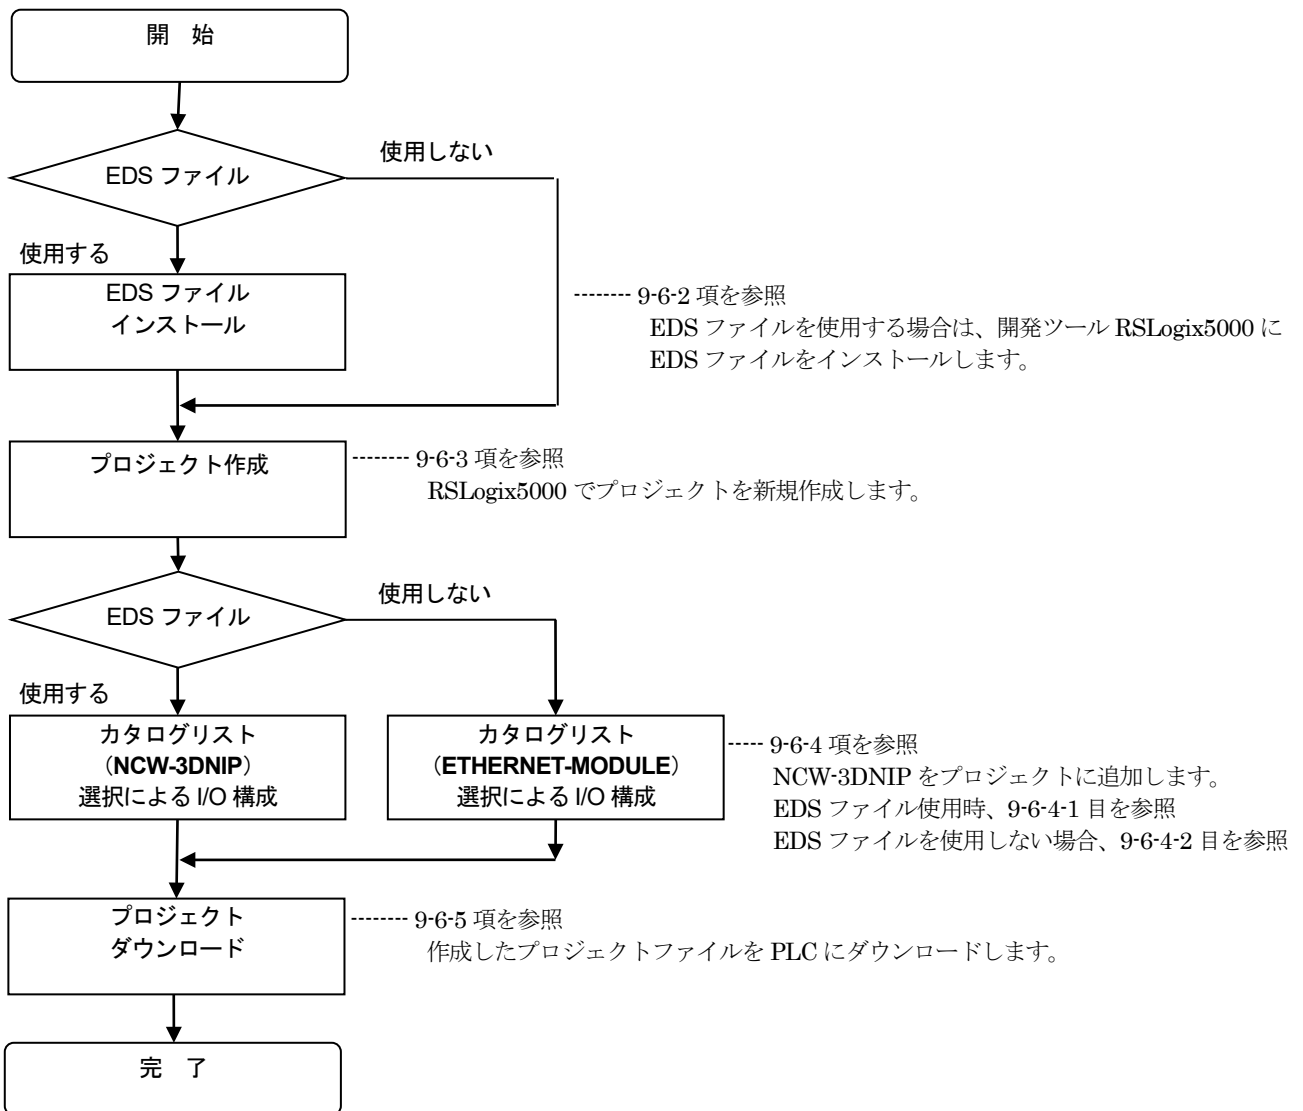 開　始
EDS ファイル
使用しない
使用する
EDS ファイル
インストール
-------- 9-6-2 項を参照
EDS ファイルを使用する場合は、開発ツール RSLogix5000 に
EDS ファイルをインストールします。
プロジェクト作成
-------- 9-6-3 項を参照
RSLogix5000 でプロジェクトを新規作成します。
EDS ファイル
使用しない
使用する
カタログリスト
（NCW-3DNIP）
選択による I/O 構成
カタログリスト
（ETHERNET-MODULE）
選択による I/O 構成
----- 9-6-4 項を参照
NCW-3DNIP をプロジェクトに追加します。
EDS ファイル使用時、9-6-4-1 目を参照
EDS ファイルを使用しない場合、9-6-4-2 目を参照
プロジェクト
ダウンロード
-------- 9-6-5 項を参照
作成したプロジェクトファイルを PLC にダウンロードします。
完　了